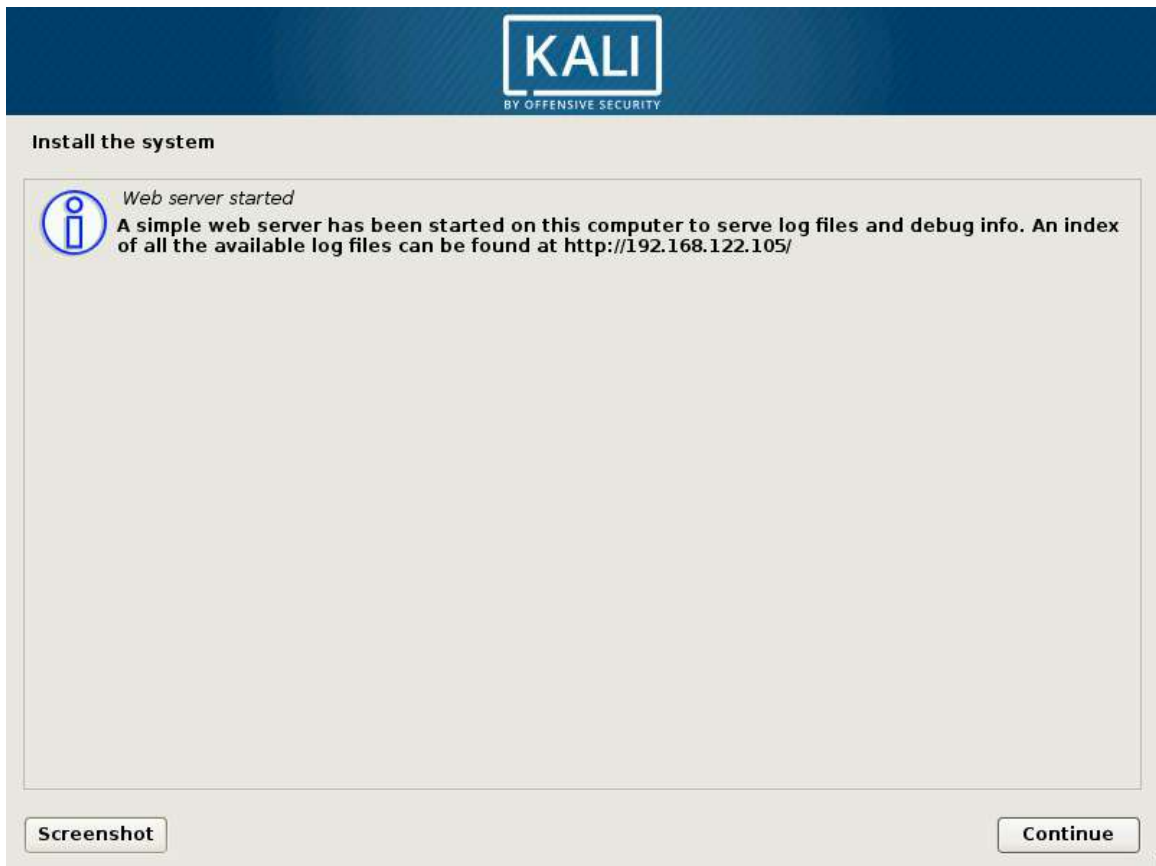 KALI
BY OFFENSIVE SECURITY
Install the system
Web server started
A simple web server has been started on this computer to serve log files and debug info. An index
of all the available log files can be found at http://192.168.122.105/
Screenshot
Continue